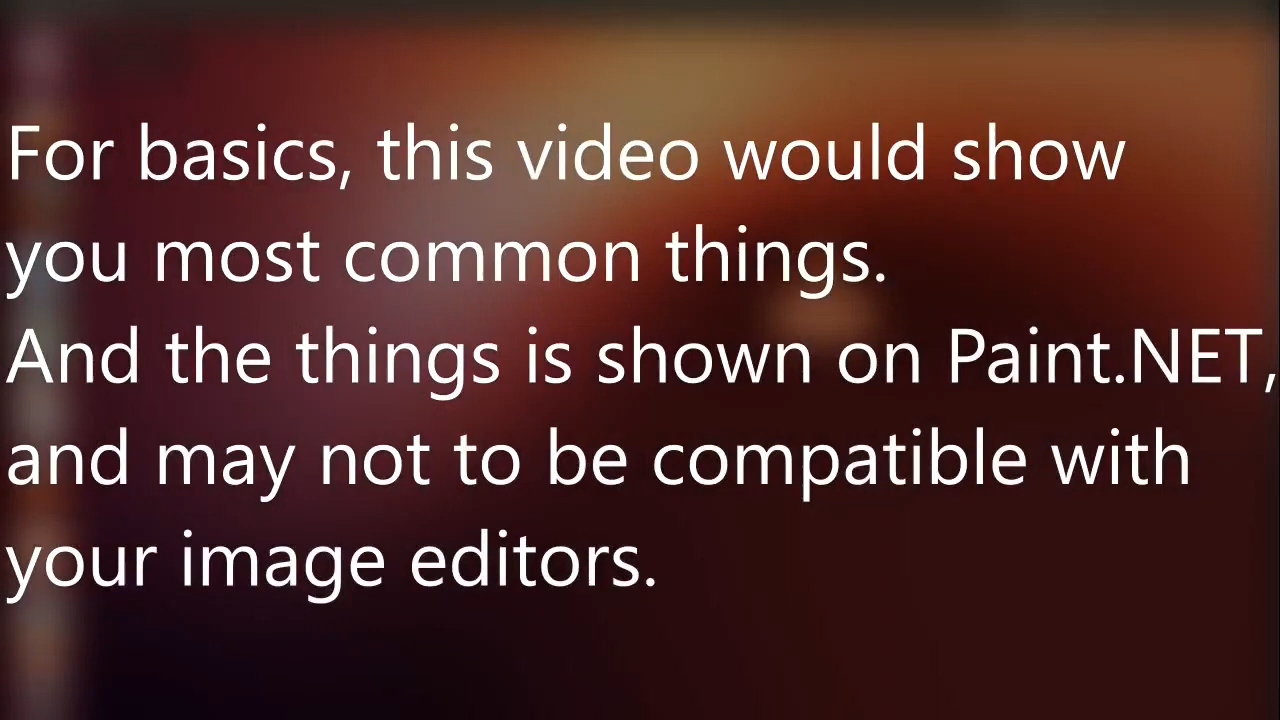 For basics, this video would show
you most common things.
And the things is shown on Paint.NET,
and may not to be compatible with
your image editors.